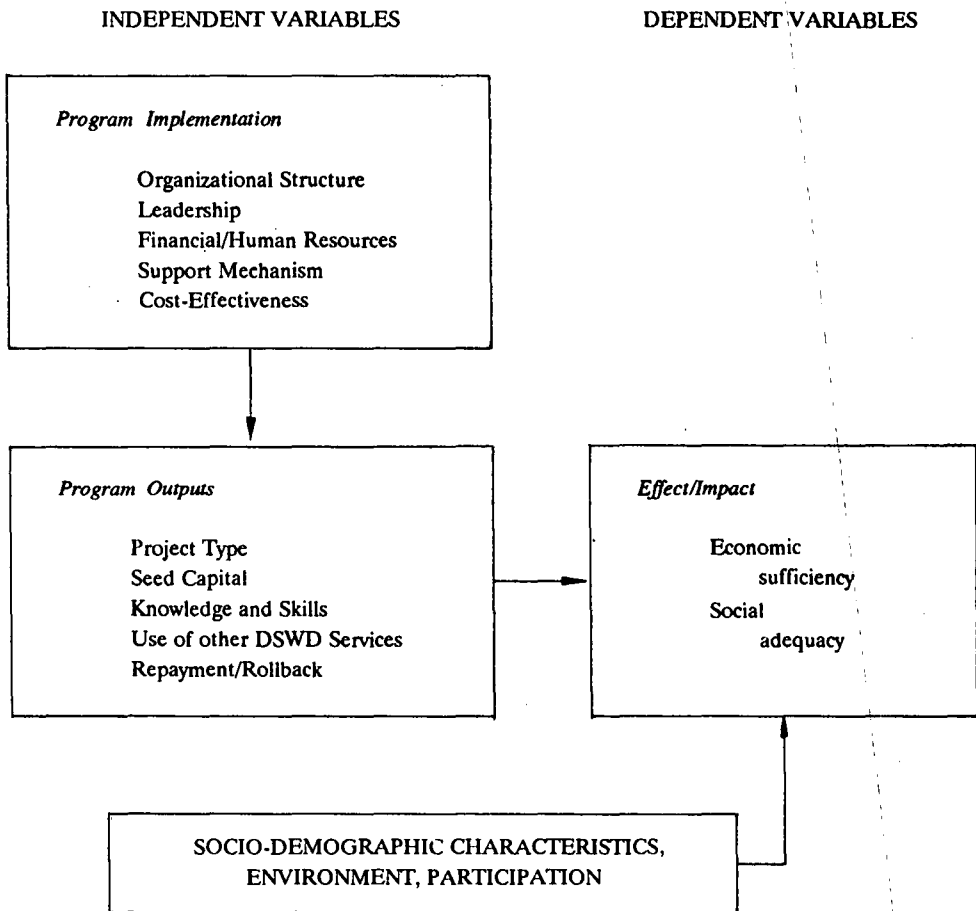 INDEPENDENT VARIABLES
DEPENDENT VARIABLES
Program Implementation
Organizational Structure
Leadership
Financial/Human Resources
Support Mechanism
Cost-Effectiveness
Program Outputs
Project Type
Seed Capital
Knowledge and Skills
Use of other DSWD Services
Repayment/Rollback
Effect/Impact
Economic
sufficiency
Social
adequacy
SOCIO-DEMOGRAPHIC CHARACTERISTICS,
ENVIRONMENT, PARTICIPATION